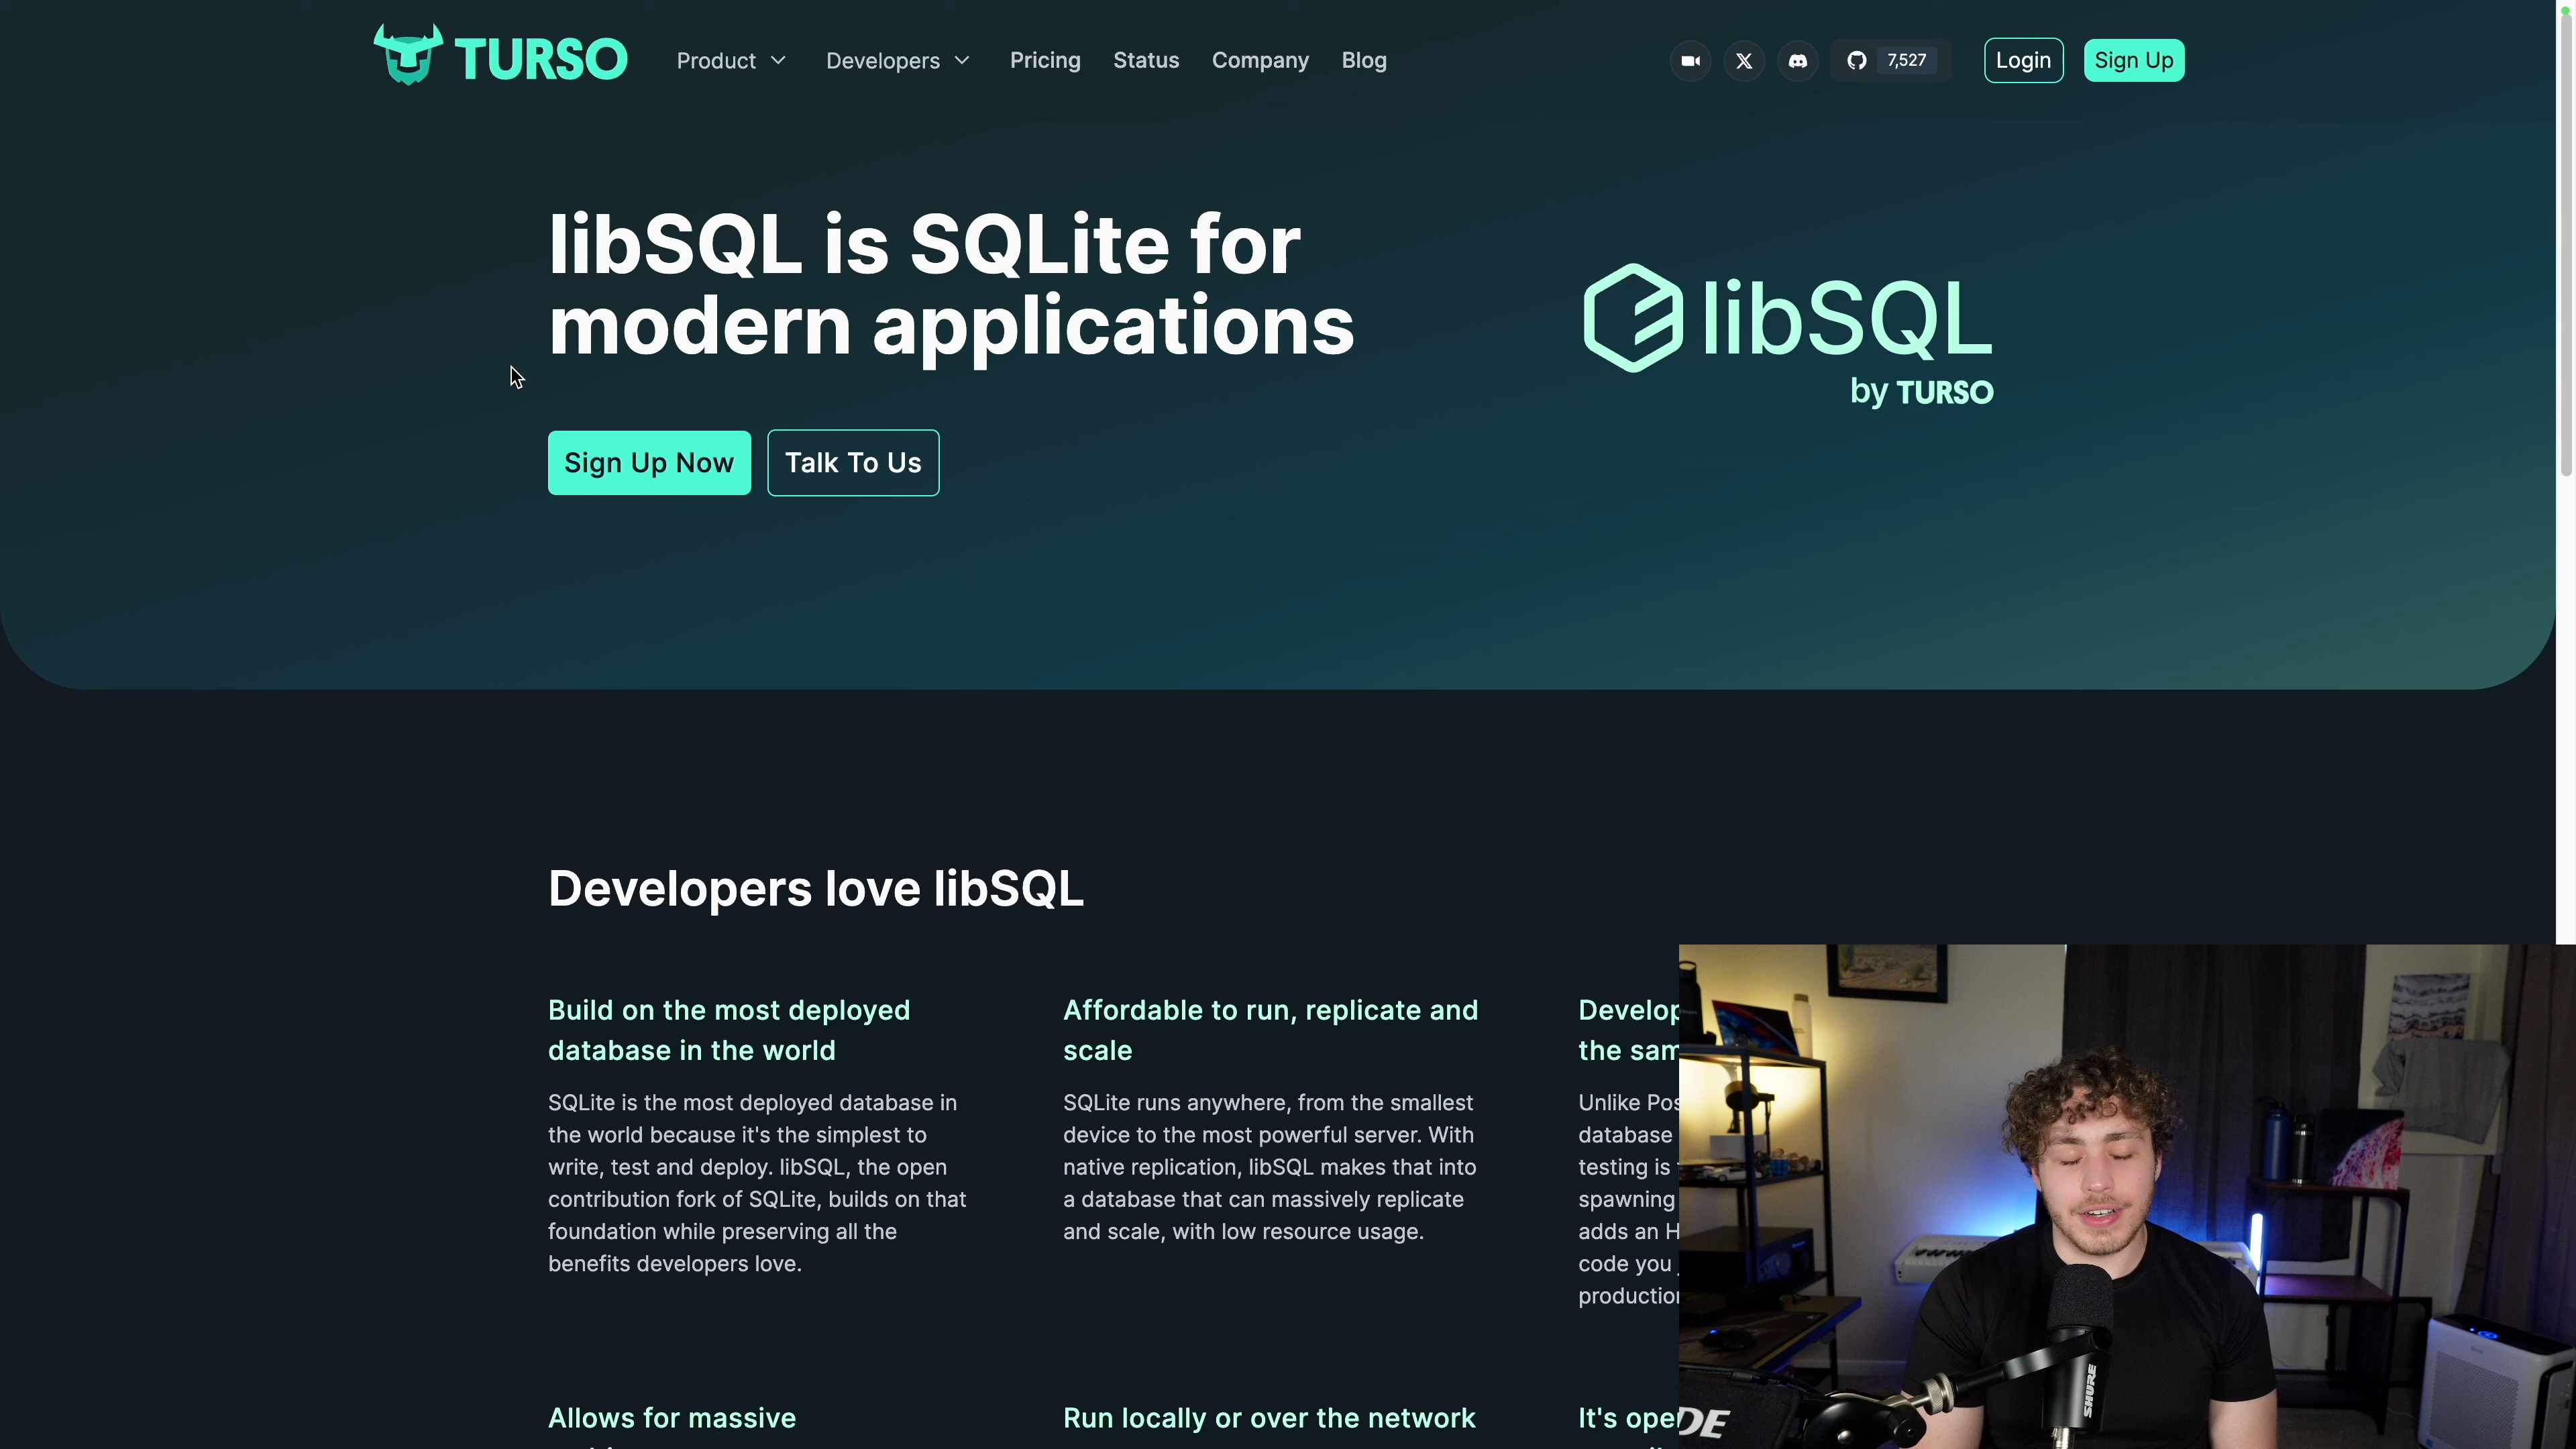 TURSO
Product
Developers
Pricing
Status
Company
Blog
7,527
Login
Sign Up
libSQL is SQLite for
modern applications
Sign Up Now
Talk To Us
libSQL
by TURSO
Developers love libSQL
Build on the most deployed
database in the world
SQLite is the most deployed database in
the world because it's the simplest to
write, test and deploy. libSQL, the open
contribution fork of SQLite, builds on that
foundation while preserving all the
benefits developers love.
Affordable to run, replicate and
scale
SQLite runs anywhere, from the smallest
device to the most powerful server. With
native replication, libSQL makes that into
a database that can massively replicate
and scale, with low resource usage.
Develop
the sam
Unlike Pos
database
testing is
spawning
adds an H
code you
production
Allows for massive
Run locally or over the network
It's ope
DE
SHURE